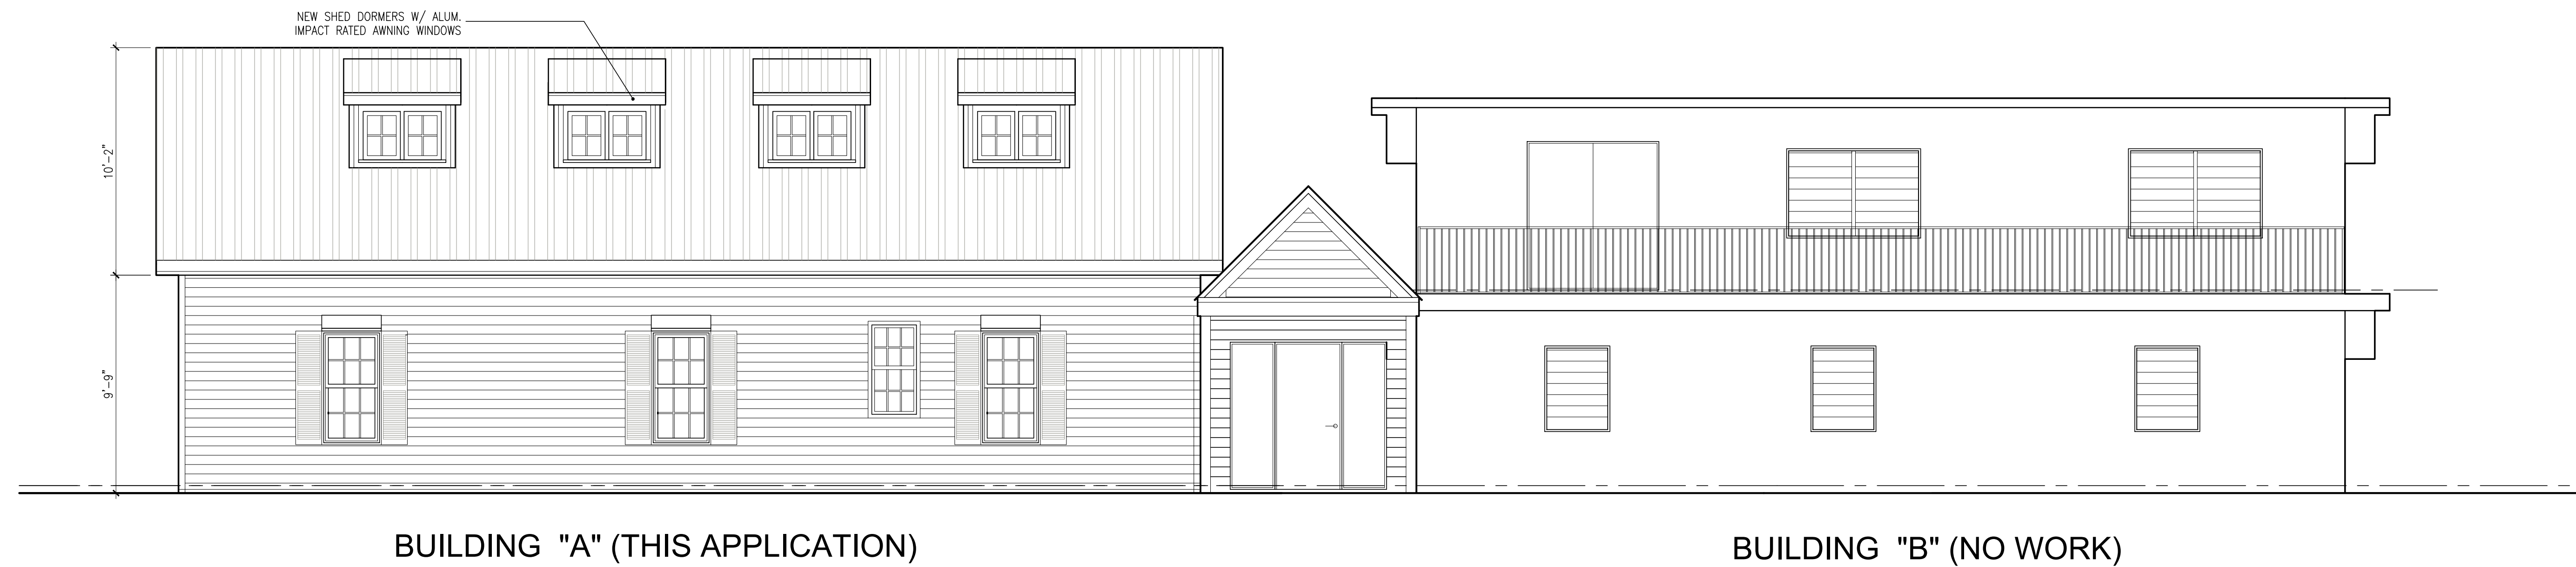 NEW SHED DORMERS W/ ALUM.
IMPACT RATED AWNING WINDOWS
10'-2"
9'-9"
BUILDING "A" (THIS APPLICATION)
BUILDING "B" (NO WORK)